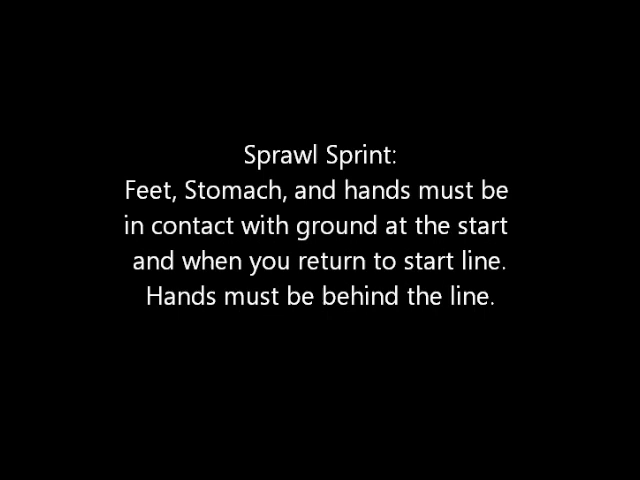 Sprawl Sprint:
Feet, Stomach, and hands must be
in contact with ground at the start
and when you return to start line.
Hands must be behind the line.